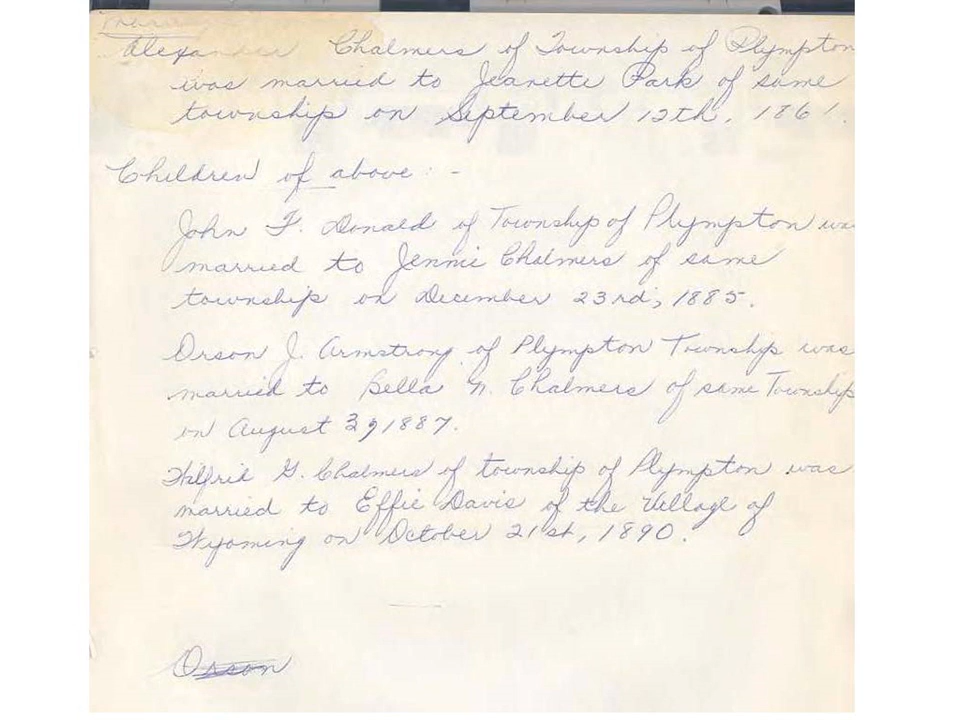 Alexander Chalmers of Township of Plympton
was married to Jeanette Park of same
township on September 12th, 1861.
Children of above : -
John F. Donald of Township of Plympton was
married to Jennie Chalmers of same
township on December 23rd, 1885.
Orson J. Armstrong of Plympton Township was
married to Bella N. Chalmers of same Township
on August 1887.
Wilfrid G. Chalmers of township of Plympton was
married to Effie Davis of the Village of
Wyoming on October 21st, 1890.
Orson